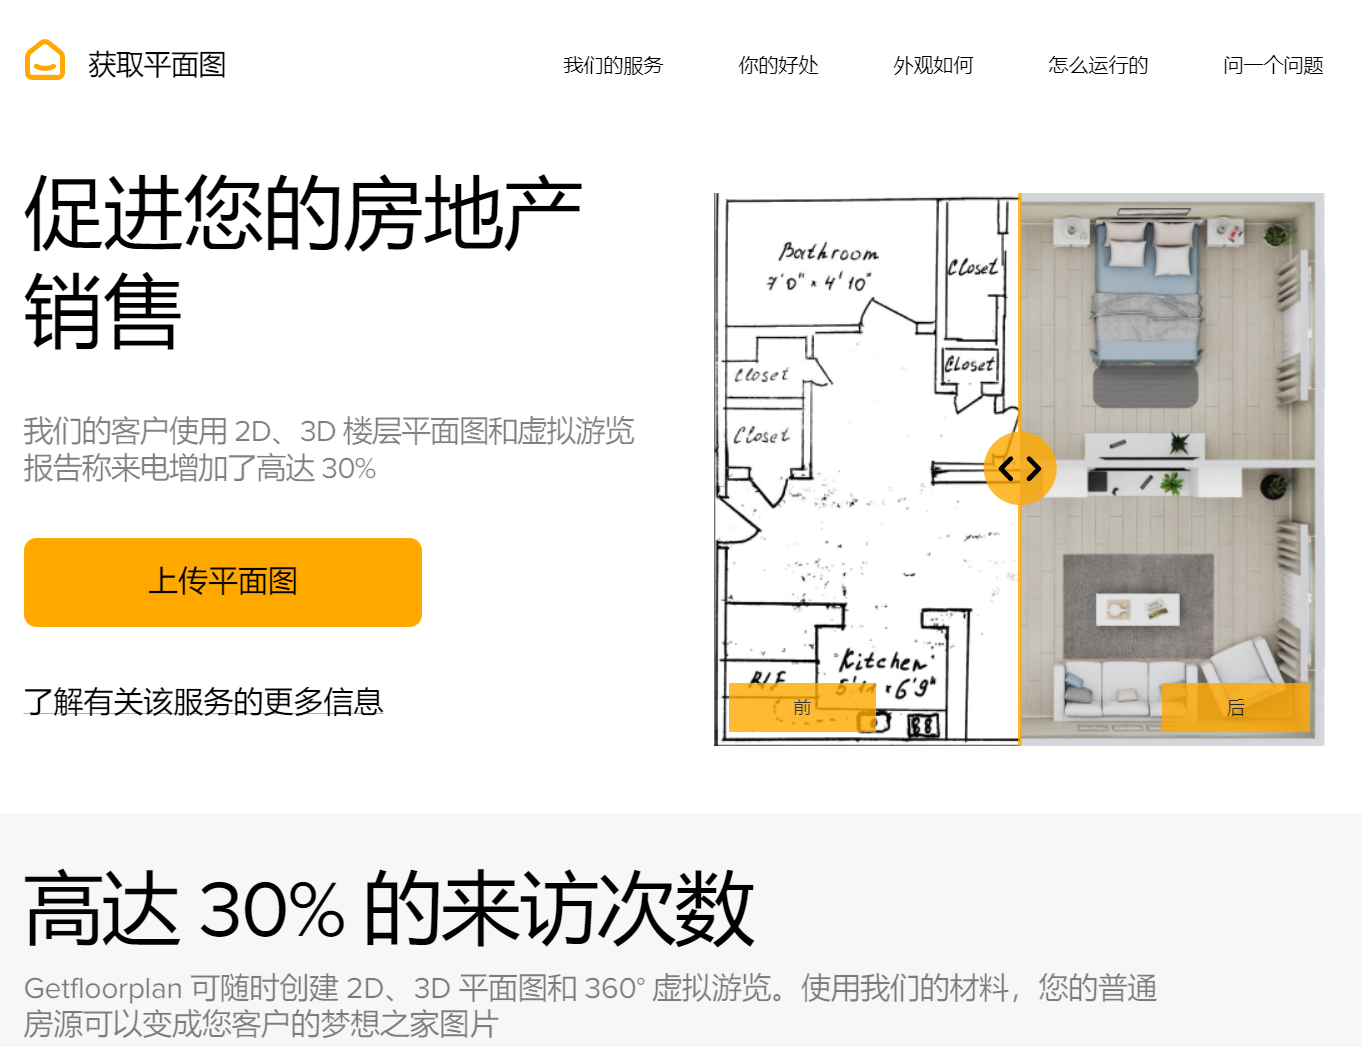 获取平面图
我们的服务
你的好处
外观如何
怎么运行的
问一个问题
促进您的房地产
销售
我们的客户使用 2D、3D 楼层平面图和虚拟游览
报告称来电增加了高达 30%
上传平面图
了解有关该服务的更多信息
Bathroom
7'0" × 4'10"
Closet
Closet
Closet
Closet
Kitchen
5'11" × 6'9"
R/F
前
后
高达 30% 的来访次数
Getfloorplan 可随时创建 2D、3D 平面图和 360° 虚拟游览。使用我们的材料，您的普通
房源可以变成您客户的梦想之家图片